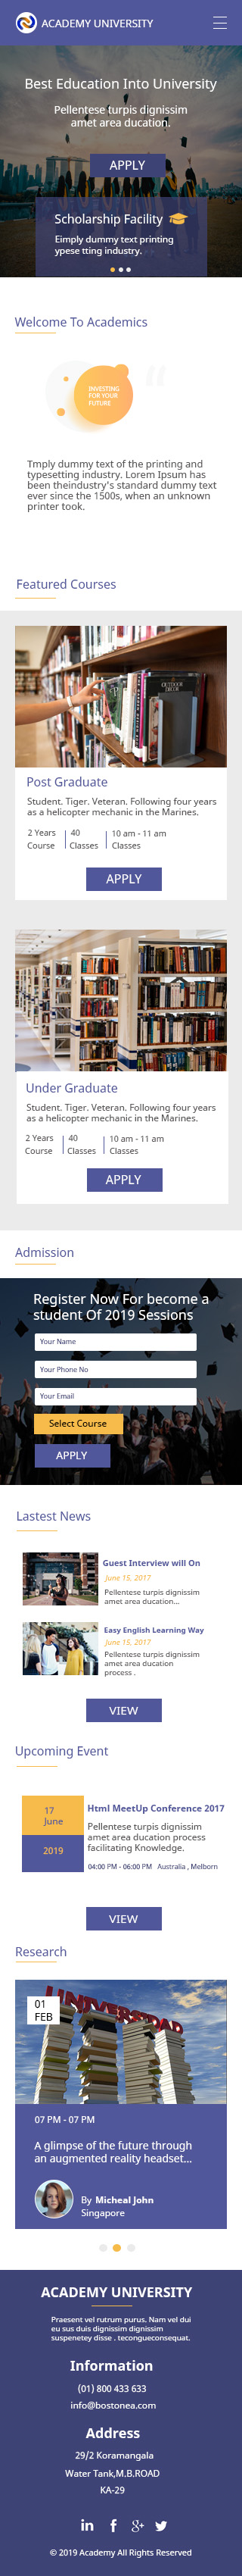 ACADEMY UNIVERSITY
Best Education Into University
Pellentese turpis dignissim
amet area ducation.
APPLY
Scholarship Facility
Eimply dummy text printing
ypese tting industry.
Welcome To Academics
INVESTING
FOR YOUR
FUTURE
Tmply dummy text of the printing and
typesetting industry. Lorem Ipsum has
been theindustry's standard dummy text
ever since the 1500s, when an unknown
printer took.
Featured Courses
Post Graduate
Student. Tiger. Veteran. Following four years
as a helicopter mechanic in the Marines.
2 Years 40 10 am - 11 am
Course Classes Classes
APPLY
Under Graduate
Student. Tiger. Veteran. Following four years
as a helicopter mechanic in the Marines.
2 Years 40 10 am - 11 am
Course Classes Classes
APPLY
Admission
Register Now For become a
student Of 2019 Sessions
Your Name
Your Phone No
Your Email
Select Course
APPLY
Lastest News
Guest Interview will On
June 15, 2017
Pellentese turpis dignissim
amet area ducation...
Easy English Learning Way
June 15, 2017
Pellentese turpis dignissim
amet area ducation
process .
VIEW
Upcoming Event
17
June
2019
Html MeetUp Conference 2017
Pellentese turpis dignissim
amet area ducation process
facilitating Knowledge.
04:00 PM - 06:00 PM Australia , Melborn
VIEW
Research
01
FEB
UNIVERSIDAD
07 PM - 07 PM
A glimpse of the future through
an augmented reality headset...
By Micheal John
Singapore
ACADEMY UNIVERSITY
Praesent vel rutrum purus. Nam vel dui
eu sus duis dignissim dignissim
suspenetey disse . tecongueconsequat.
Information
(01) 800 433 633
info@bostonea.com
Address
29/2 Koramangala
Water Tank,M.B.ROAD
KA-29
© 2019 Academy All Rights Reserved